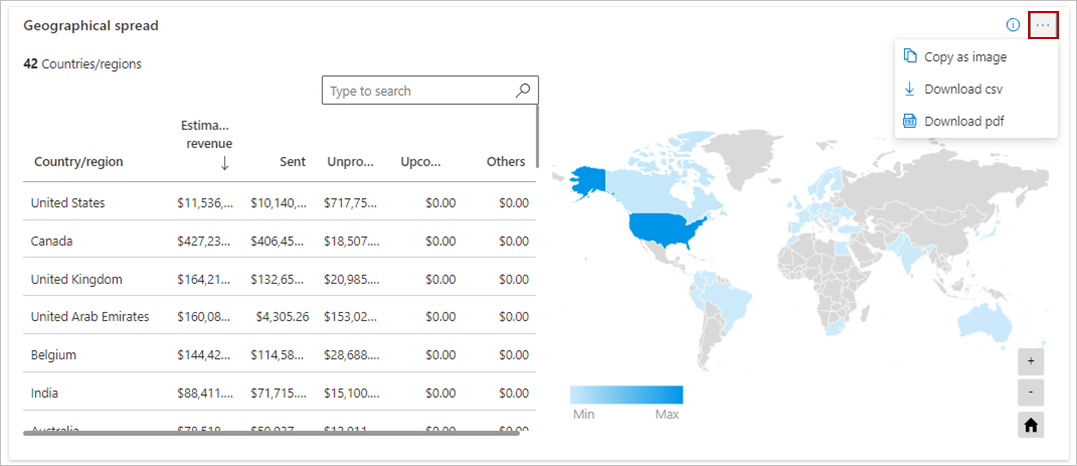 Geographical spread
...
Copy as image
Download csv
Download pdf
42 Countries/regions
Type to search
Country/region Estima... revenue ↓ Sent Unpro... Upco... Others
United States $11,536,... $10,140,... $717,75... $0.00 $0.00
Canada $427,23... $406,45... $18,507.... $0.00 $0.00
United Kingdom $164,21... $132,65... $20,985.... $0.00 $0.00
United Arab Emirates $160,08... $4,305.26 $153,02... $0.00 $0.00
Belgium $144,42... $114,58... $28,688.... $0.00 $0.00
India $88,411.... $71,715.... $15,100.... $0.00 $0.00
Australia
Min Max
+
-